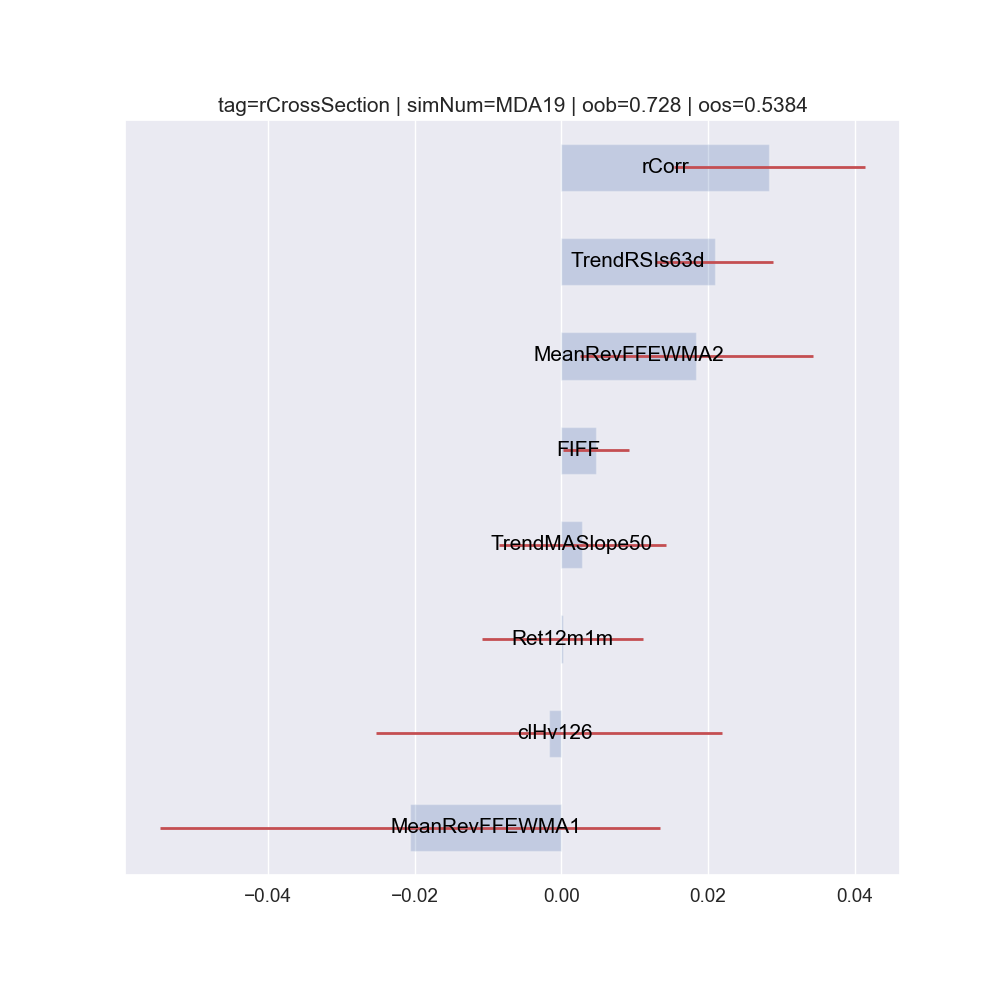 tag=rCrossSection | simNum=MDA19 | oob=0.728 | oos=0.5384
rCorr
TrendRSIs63d
MeanRevFFEWMA2
FIFF
TrendMASlope50
Ret12m1m
clHv126
MeanRevFFEWMA1
−0.04 −0.02 0.00 0.02 0.04